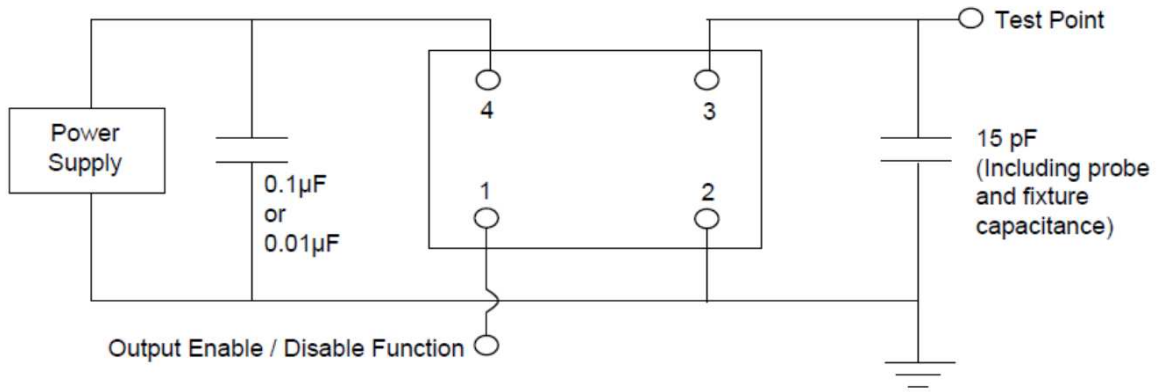 Test Point
4
3
Power
Supply
15 pF
(Including probe
and fixture
capacitance)
0.1µF
or
0.01µF
1
2
Output Enable / Disable Function